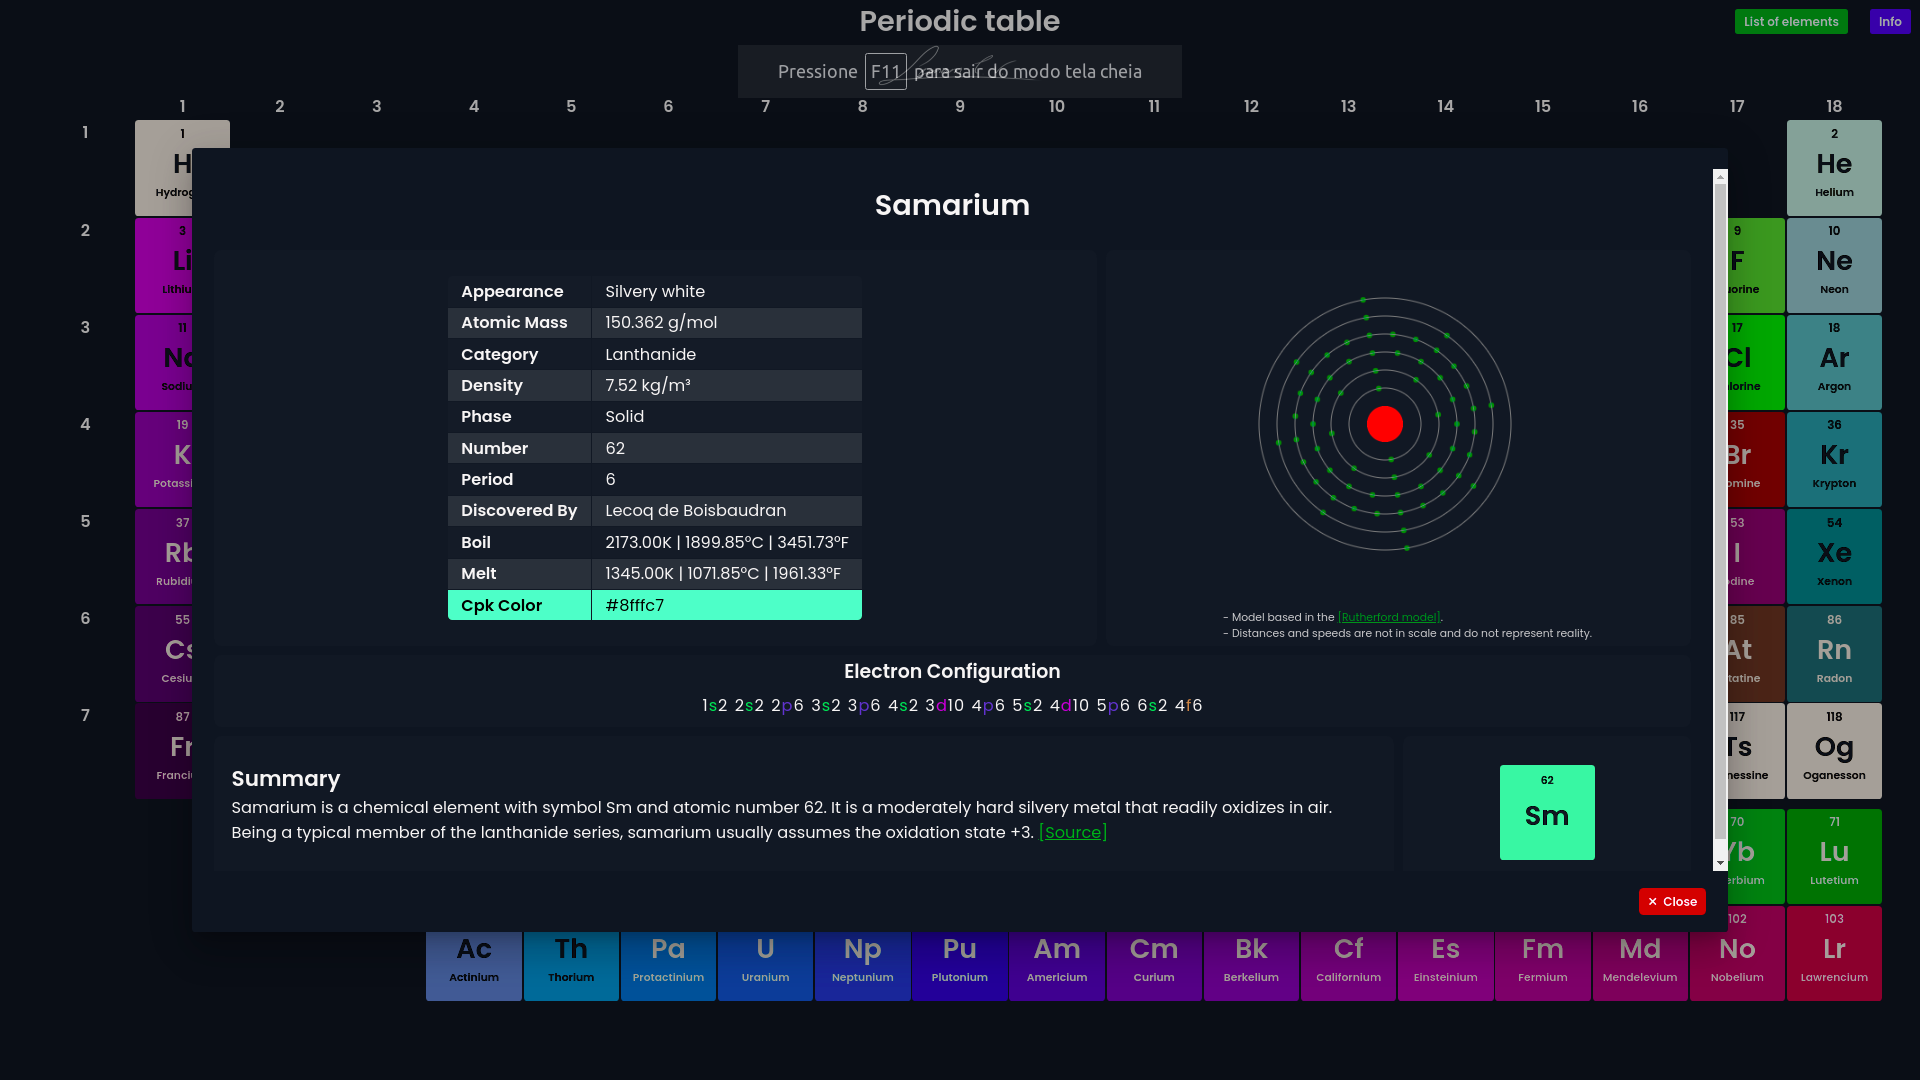 Periodic table
List of elements
Info
Pressione F11 para sair do modo tela cheia
1 2 3 4 5 6 7 8 9 10 11 12 13 14 15 16 17 18
1
1
H
Hydrog
2
He
Helium
2
3
Li
Lithiu
9
F
uorine
10
Ne
Neon
3
11
Na
Sodiu
17
Cl
hlorine
18
Ar
Argon
4
19
K
Potassi
35
Br
omine
36
Kr
Krypton
5
37
Rb
Rubidiu
53
I
odine
54
Xe
Xenon
6
55
Cs
Cesiu
85
At
tatine
86
Rn
Radon
7
87
Fr
Franciu
117
Ts
nessine
118
Og
Oganesson
70
Yb
erbium
71
Lu
Lutetium
102
No
Nobelium
103
Lr
Lawrencium
Ac
Actinium
Th
Thorium
Pa
Protactinium
U
Uranium
Np
Neptunium
Pu
Plutonium
Am
Americium
Cm
Curium
Bk
Berkelium
Cf
Californium
Es
Einsteinium
Fm
Fermium
Md
Mendelevium
Samarium
Appearance Silvery white
Atomic Mass 150.362 g/mol
Category Lanthanide
Density 7.52 kg/m³
Phase Solid
Number 62
Period 6
Discovered By Lecoq de Boisbaudran
Boil 2173.00K | 1899.85ºC | 3451.73ºF
Melt 1345.00K | 1071.85ºC | 1961.33ºF
Cpk Color #8fffc7
- Model based in the [Rutherford model].
- Distances and speeds are not in scale and do not represent reality.
Electron Configuration
1s2 2s2 2p6 3s2 3p6 4s2 3d10 4p6 5s2 4d10 5p6 6s2 4f6
Summary
Samarium is a chemical element with symbol Sm and atomic number 62. It is a moderately hard silvery metal that readily oxidizes in air.
Being a typical member of the lanthanide series, samarium usually assumes the oxidation state +3. [Source]
62
Sm
× Close